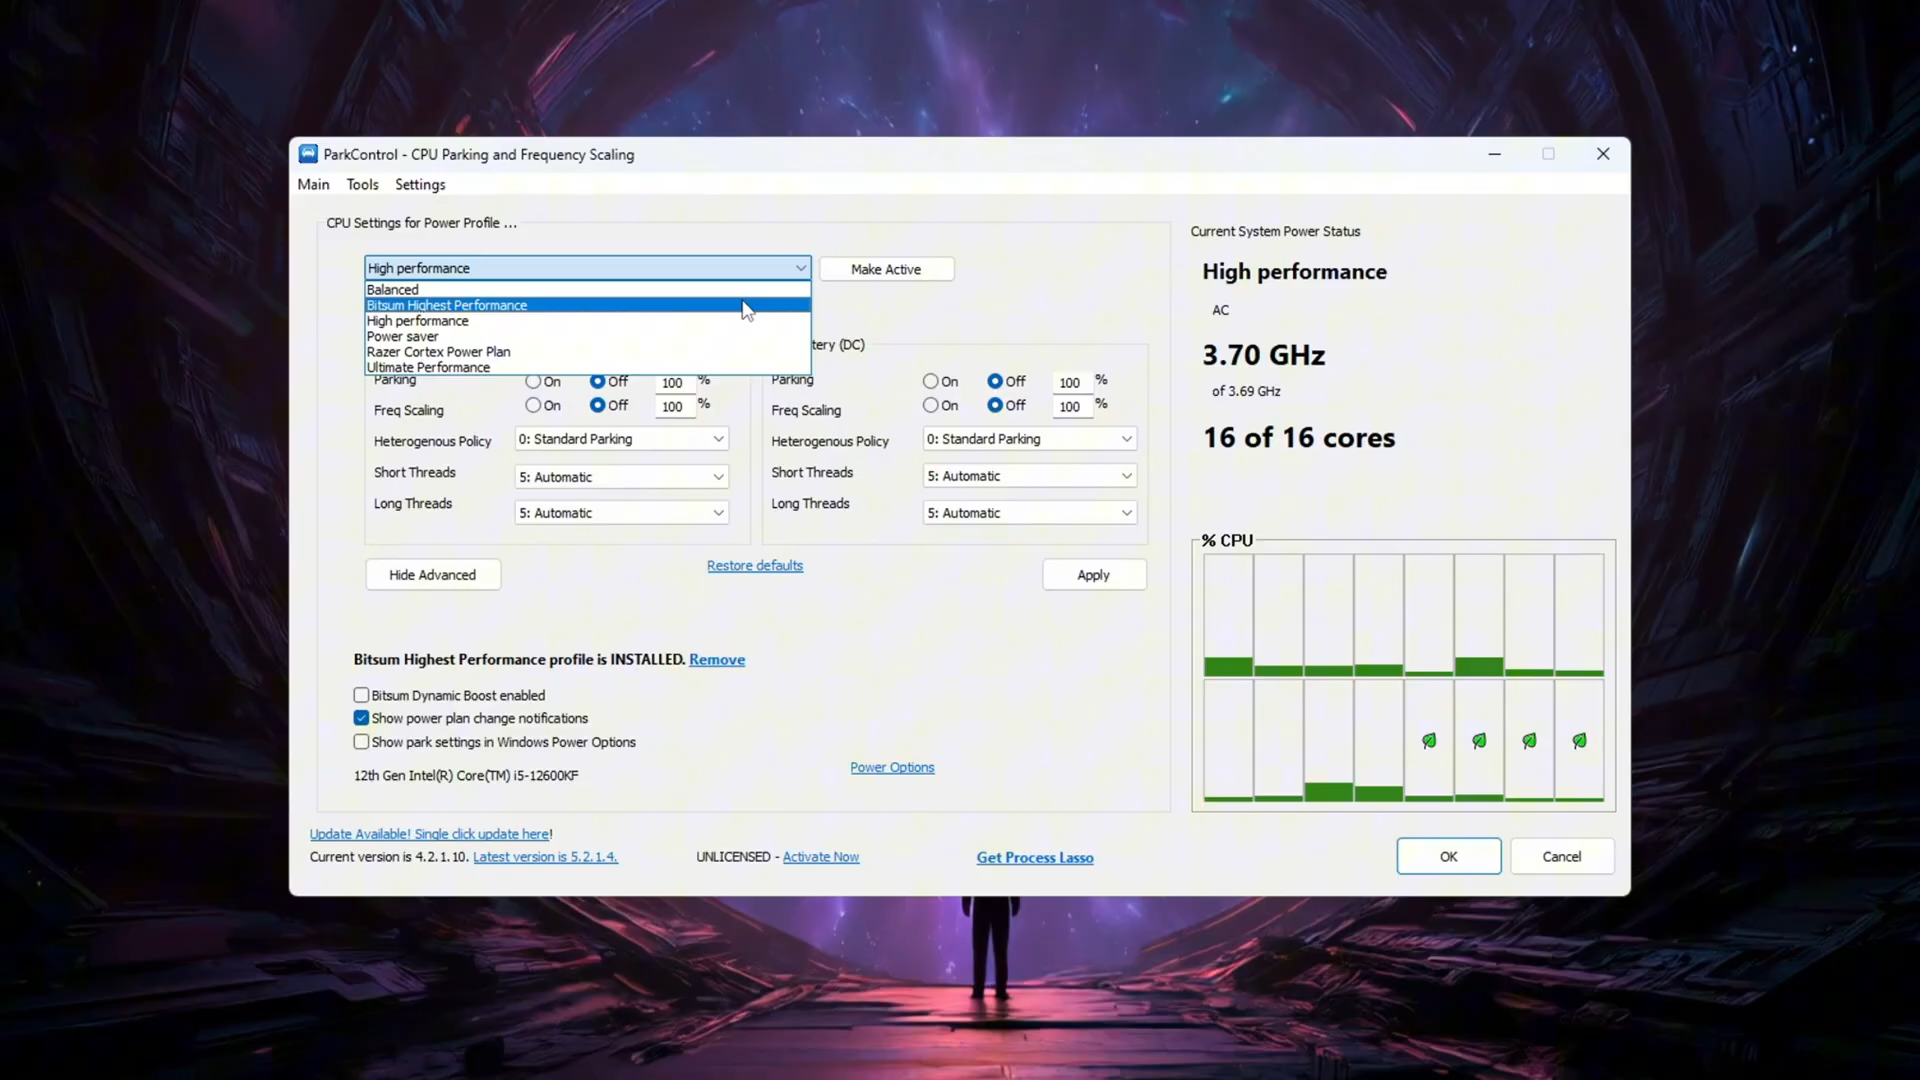 ParkControl - CPU Parking and Frequency Scaling
Main Tools Settings
CPU Settings for Power Profile ...
High performance
Make Active
Balanced
Bitsum Highest Performance
High performance
Power saver
Razer Cortex Power Plan
Ultimate Performance
tery (DC)
Parking On Off 100 %
Freq Scaling On Off 100 %
Heterogenous Policy 0: Standard Parking
Short Threads 5: Automatic
Long Threads 5: Automatic
Parking On Off 100 %
Freq Scaling On Off 100 %
Heterogenous Policy 0: Standard Parking
Short Threads 5: Automatic
Long Threads 5: Automatic
Hide Advanced
Restore defaults
Apply
Bitsum Highest Performance profile is INSTALLED. Remove
Bitsum Dynamic Boost enabled
Show power plan change notifications
Show park settings in Windows Power Options
12th Gen Intel(R) Core(TM) i5-12600KF
Power Options
Current System Power Status
High performance
AC
3.70 GHz
of 3.69 GHz
16 of 16 cores
% CPU
Update Available! Single click update here!
Current version is 4.2.1.10. Latest version is 5.2.1.4.
UNLICENSED - Activate Now
Get Process Lasso
OK
Cancel